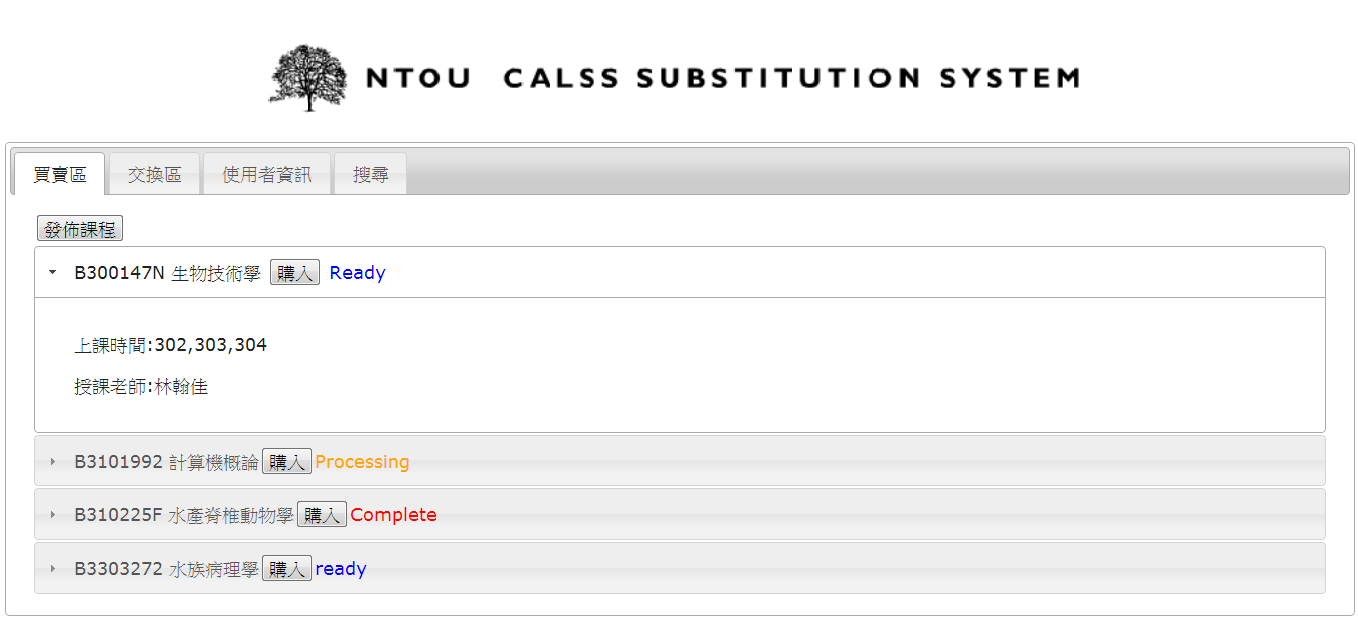 NTOU CALSS SUBSTITUTION SYSTEM
買賣區 交換區 使用者資訊 搜尋
發佈課程
B300147N 生物技術學 購入 Ready
上課時間:302,303,304
授課老師:林翰佳
B3101992 計算機概論 購入 Processing
B310225F 水產脊椎動物學 購入 Complete
B3303272 水族病理學 購入 ready